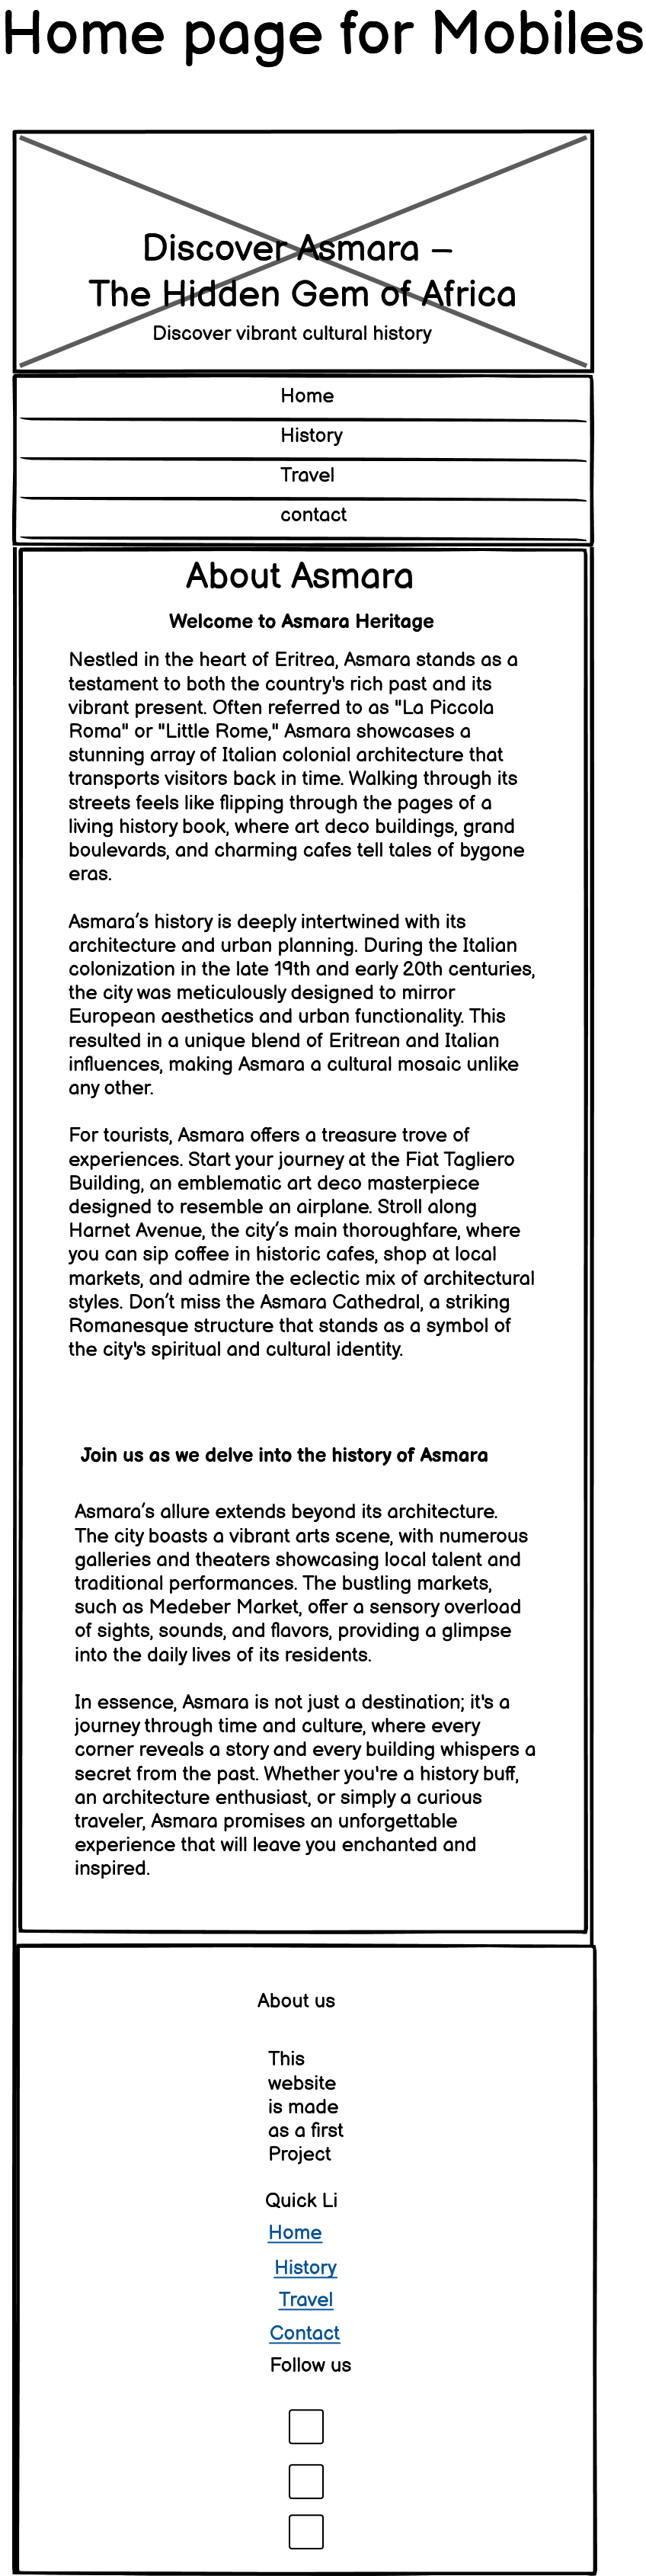 Home page for Mobiles
Discover Asmara –
The Hidden Gem of Africa
Discover vibrant cultural history
Home
History
Travel
contact
About Asmara
Welcome to Asmara Heritage
Nestled in the heart of Eritrea, Asmara stands as a
testament to both the country's rich past and its
vibrant present. Often referred to as "La Piccola
Roma" or "Little Rome," Asmara showcases a
stunning array of Italian colonial architecture that
transports visitors back in time. Walking through its
streets feels like flipping through the pages of a
living history book, where art deco buildings, grand
boulevards, and charming cafes tell tales of bygone
eras.
Asmara’s history is deeply intertwined with its
architecture and urban planning. During the Italian
colonization in the late 19th and early 20th centuries,
the city was meticulously designed to mirror
European aesthetics and urban functionality. This
resulted in a unique blend of Eritrean and Italian
influences, making Asmara a cultural mosaic unlike
any other.
For tourists, Asmara offers a treasure trove of
experiences. Start your journey at the Fiat Tagliero
Building, an emblematic art deco masterpiece
designed to resemble an airplane. Stroll along
Harnet Avenue, the city’s main thoroughfare, where
you can sip coffee in historic cafes, shop at local
markets, and admire the eclectic mix of architectural
styles. Don’t miss the Asmara Cathedral, a striking
Romanesque structure that stands as a symbol of
the city's spiritual and cultural identity.
Join us as we delve into the history of Asmara
Asmara’s allure extends beyond its architecture.
The city boasts a vibrant arts scene, with numerous
galleries and theaters showcasing local talent and
traditional performances. The bustling markets,
such as Medeber Market, offer a sensory overload
of sights, sounds, and flavors, providing a glimpse
into the daily lives of its residents.
In essence, Asmara is not just a destination; it's a
journey through time and culture, where every
corner reveals a story and every building whispers a
secret from the past. Whether you're a history buff,
an architecture enthusiast, or simply a curious
traveler, Asmara promises an unforgettable
experience that will leave you enchanted and
inspired.
About us
This
website
is made
as a first
Project
Quick Li
Home
History
Travel
Contact
Follow us